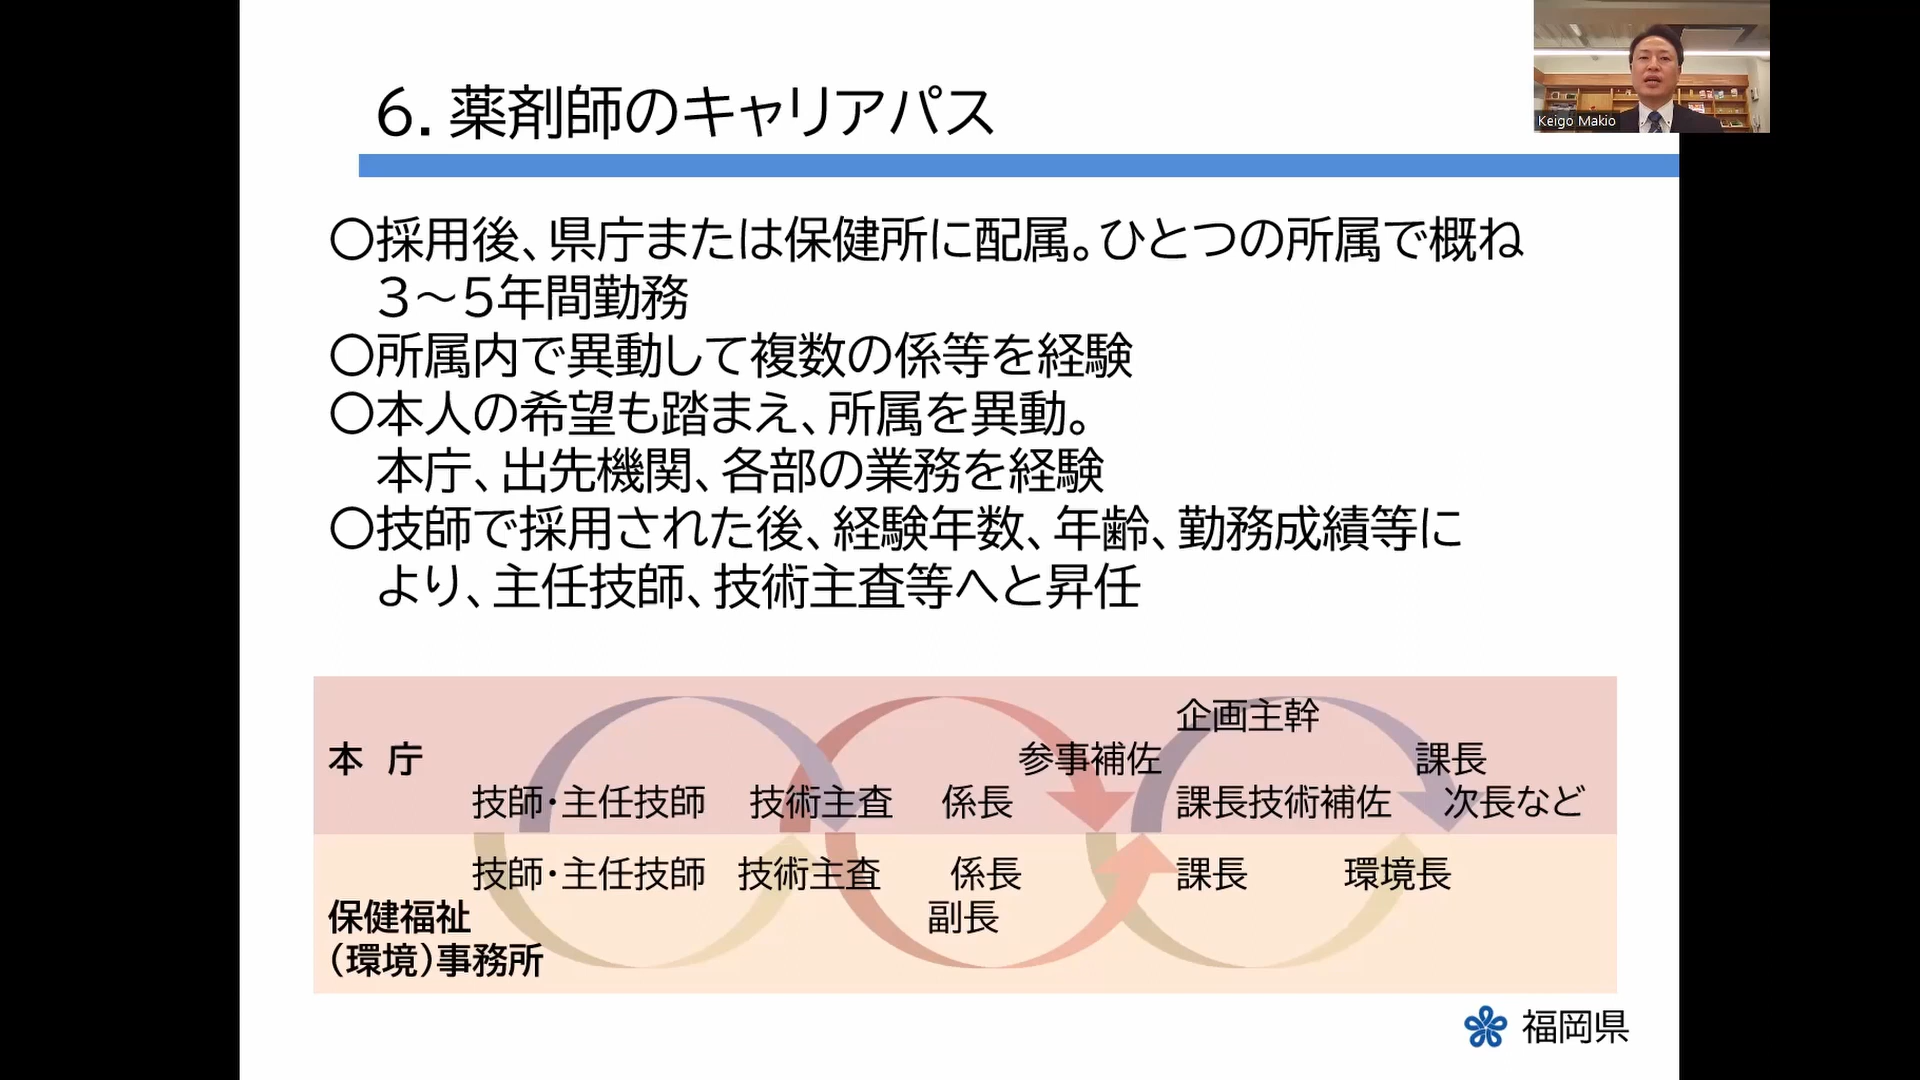 6. 薬剤師のキャリアパス
Keigo Makio
〇採用後、県庁または保健所に配属。ひとつの所属で概ね
３～５年間勤務
〇所属内で異動して複数の係等を経験
〇本人の希望も踏まえ、所属を異動。
本庁、出先機関、各部の業務を経験
〇技師で採用された後、経験年数、年齢、勤務成績等に
より、主任技師、技術主査等へと昇任
企画主幹
本 庁 参事補佐 課長
技師・主任技師 技術主査 係長 課長技術補佐 次長など
技師・主任技師 技術主査 係長 課長 環境長
保健福祉 副長
（環境）事務所
福岡県